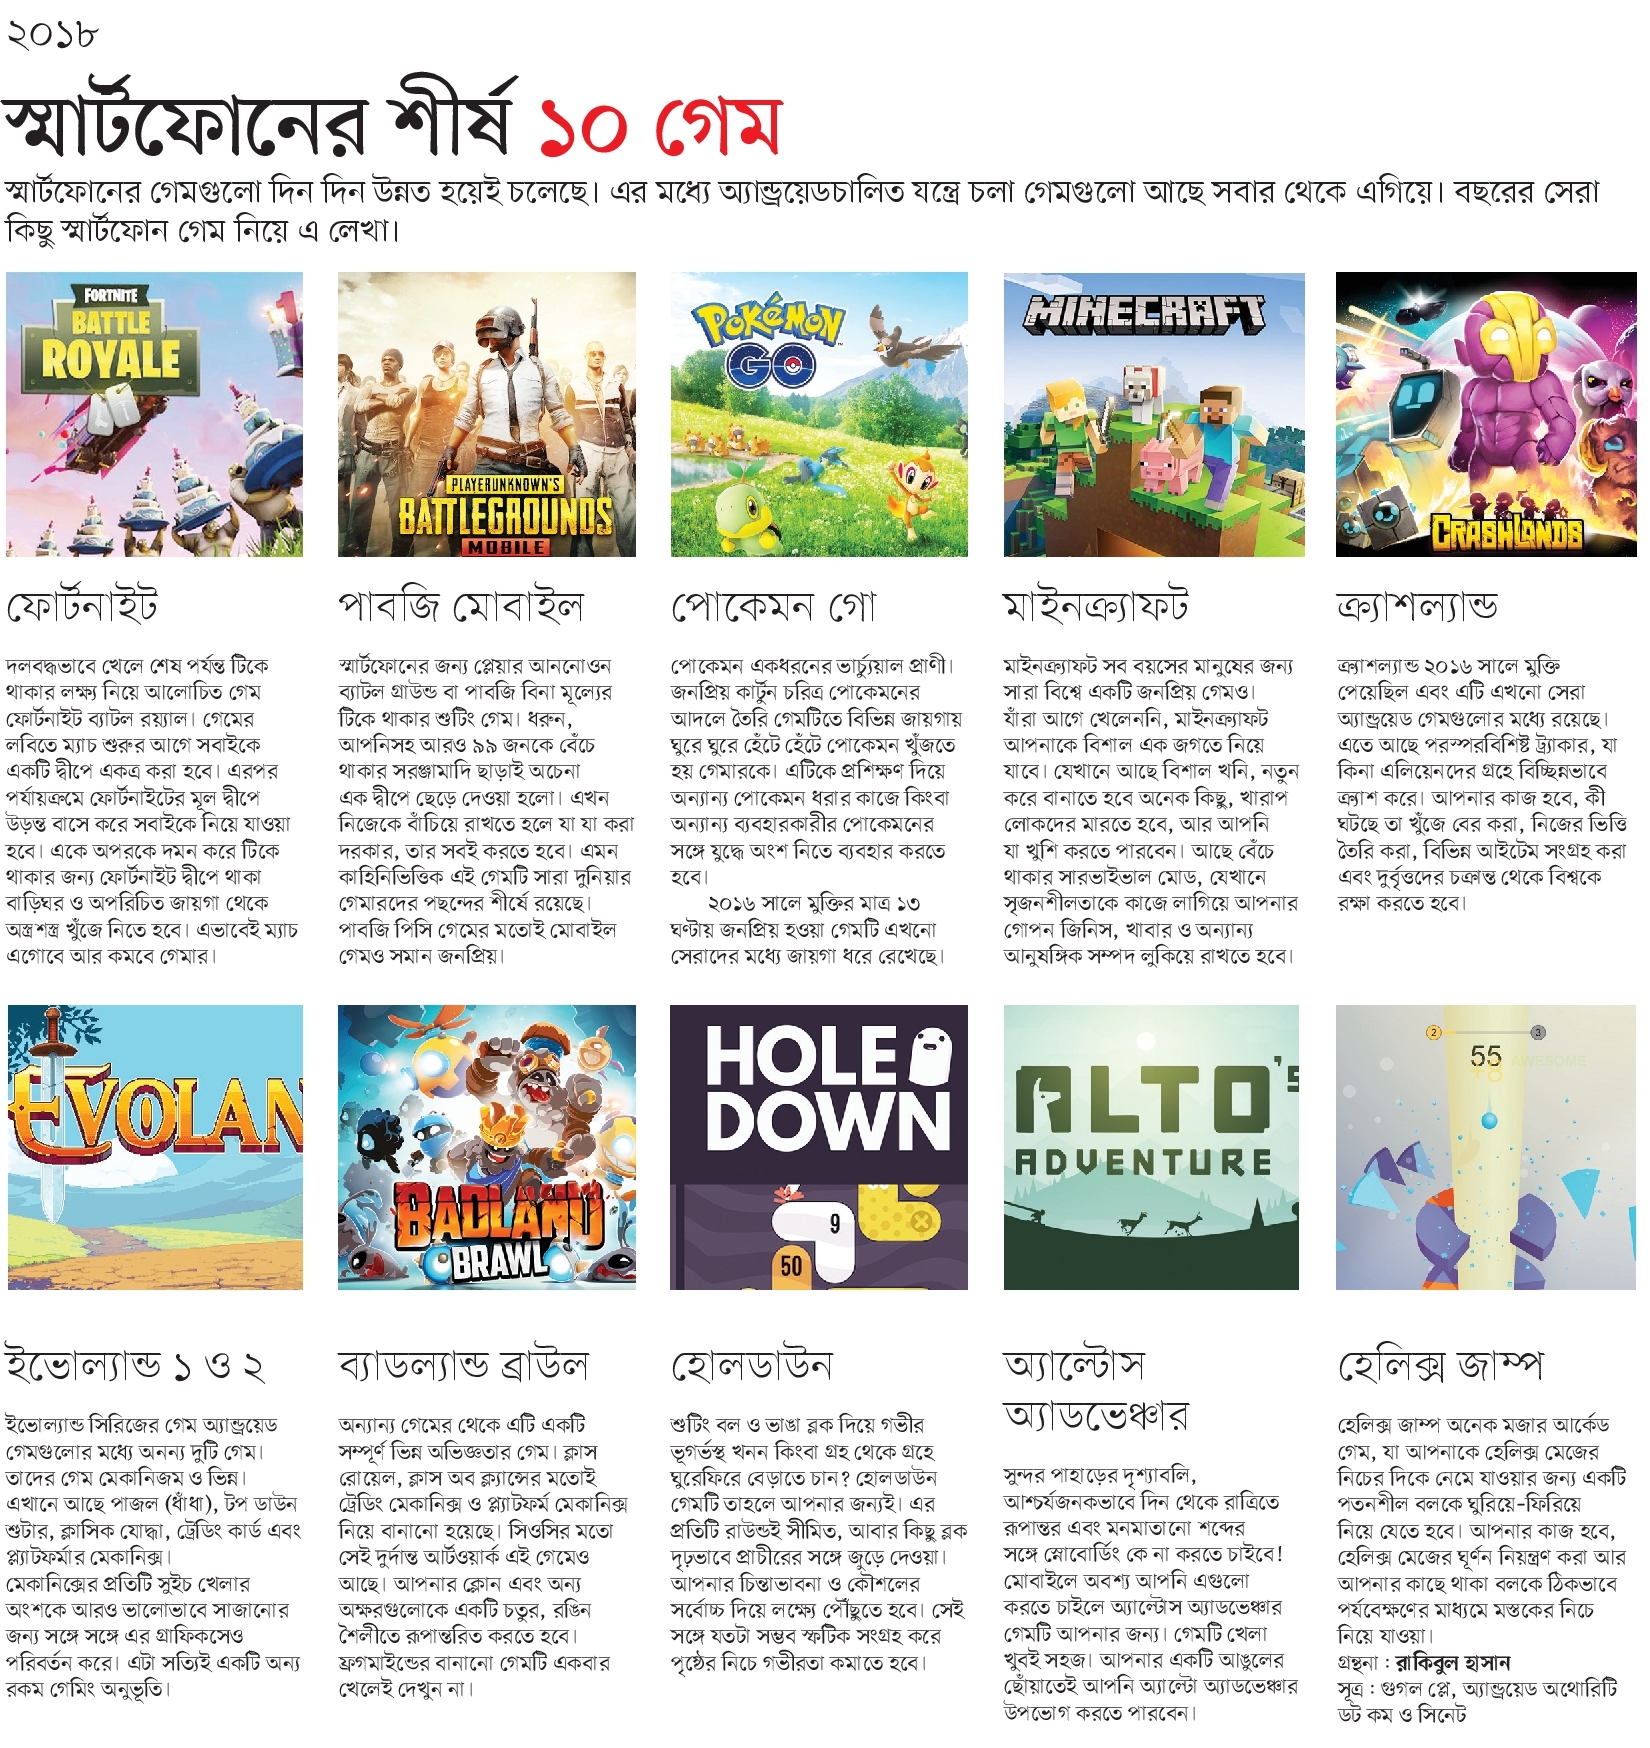 ২০১৮
স্মার্টফোনের শীর্ষ ১০ গেম
স্মার্টফোনের গেমগুলো দিন দিন উন্নত হয়েই চলেছে। এর মধ্যে অ্যান্ড্রয়েডচালিত যন্ত্রে চলা গেমগুলো আছে সবার থেকে এগিয়ে। বছরের সেরা
কিছু স্মার্টফোন গেম নিয়ে এ লেখা।
FORTNITE
BATTLE
ROYALE
ফোর্টনাইট
দলবদ্ধভাবে খেলে শেষ পর্যন্ত টিকে
থাকার লক্ষ্য নিয়ে আলোচিত গেম
ফোর্টনাইট ব্যাটল রয়্যাল। গেমের
লবিতে ম্যাচ শুরুর আগে সবাইকে
একটি দ্বীপে একত্র করা হবে। এরপর
পর্যায়ক্রমে ফোর্টনাইটের মূল দ্বীপে
উড়ন্ত বাসে করে সবাইকে নিয়ে যাওয়া
হবে। একে অপরকে দমন করে টিকে
থাকার জন্য ফোর্টনাইট দ্বীপে থাকা
বাড়িঘর ও অপরিচিত জায়গা থেকে
অস্ত্রশস্ত্র খুঁজে নিতে হবে। এভাবেই ম্যাচ
এগোবে আর কমবে গেমার।
PLAYERUNKNOWN'S
BATTLEGROUNDS
MOBILE
পাবজি মোবাইল
স্মার্টফোনের জন্য প্লেয়ার আননোওন
ব্যাটল গ্রাউন্ড বা পাবজি বিনা মূল্যের
টিকে থাকার শুটিং গেম। ধরুন,
আপনিসহ আরও ৯৯ জনকে বেঁচে
থাকার সরঞ্জামাদি ছাড়াই অচেনা
এক দ্বীপে ছেড়ে দেওয়া হলো। এখন
নিজেকে বাঁচিয়ে রাখতে হলে যা যা করা
দরকার, তার সবই করতে হবে। এমন
কাহিনিভিত্তিক এই গেমটি সারা দুনিয়ার
গেমারদের পছন্দের শীর্ষে রয়েছে।
পাবজি পিসি গেমের মতোই মোবাইল
গেমও সমান জনপ্রিয়।
POKéMON
GO
পোকেমন গো
পোকেমন একধরনের ভার্চ্যুয়াল প্রাণী।
জনপ্রিয় কার্টুন চরিত্র পোকেমনের
আদলে তৈরি গেমটিতে বিভিন্ন জায়গায়
ঘুরে ঘুরে হেঁটে হেঁটে পোকেমন খুঁজতে
হয় গেমারকে। এটিকে প্রশিক্ষণ দিয়ে
অন্যান্য পোকেমন ধরার কাজে কিংবা
অন্যান্য ব্যবহারকারীর পোকেমনের
সঙ্গে যুদ্ধে অংশ নিতে ব্যবহার করতে
হবে।
২০১৬ সালে মুক্তির মাত্র ১৩
ঘণ্টায় জনপ্রিয় হওয়া গেমটি এখনো
সেরাদের মধ্যে জায়গা ধরে রেখেছে।
MINECRAFT
মাইনক্র্যাফট
মাইনক্র্যাফট সব বয়সের মানুষের জন্য
সারা বিশ্বে একটি জনপ্রিয় গেমও।
যাঁরা আগে খেলেননি, মাইনক্র্যাফট
আপনাকে বিশাল এক জগতে নিয়ে
যাবে। যেখানে আছে বিশাল খনি, নতুন
করে বানাতে হবে অনেক কিছু, খারাপ
লোকদের মারতে হবে, আর আপনি
যা খুশি করতে পারবেন। আছে বেঁচে
থাকার সারভাইভাল মোড, যেখানে
সৃজনশীলতাকে কাজে লাগিয়ে আপনার
গোপন জিনিস, খাবার ও অন্যান্য
আনুষঙ্গিক সম্পদ লুকিয়ে রাখতে হবে।
CRASHLANDS
ক্র্যাশল্যান্ড
ক্র্যাশল্যান্ড ২০১৬ সালে মুক্তি
পেয়েছিল এবং এটি এখনো সেরা
অ্যান্ড্রয়েড গেমগুলোর মধ্যে রয়েছে।
এতে আছে পরস্পরবিশিষ্ট ট্র্যাকার, যা
কিনা এলিয়েনদের গ্রহে বিচ্ছিন্নভাবে
ক্র্যাশ করে। আপনার কাজ হবে, কী
ঘটছে তা খুঁজে বের করা, নিজের ভিত্তি
তৈরি করা, বিভিন্ন আইটেম সংগ্রহ করা
এবং দুর্বৃত্তদের চক্রান্ত থেকে বিশ্বকে
রক্ষা করতে হবে।
EVOLAN
ইভোল্যান্ড ১ ও ২
ইভোল্যান্ড সিরিজের গেম অ্যান্ড্রয়েড
গেমগুলোর মধ্যে অনন্য দুটি গেম।
তাদের গেম মেকানিজম ও ভিন্ন।
এখানে আছে পাজল (ধাঁধা), টপ ডাউন
শুটার, ক্লাসিক যোদ্ধা, ট্রেডিং কার্ড এবং
প্ল্যাটফর্মার মেকানিক্স।
মেকানিক্সের প্রতিটি সুইচ খেলার
অংশকে আরও ভালোভাবে সাজানোর
জন্য সঙ্গে সঙ্গে এর গ্রাফিকসেও
পরিবর্তন করে। এটা সত্যিই একটি অন্য
রকম গেমিং অনুভূতি।
BADLAND
BRAWL
ব্যাডল্যান্ড ব্রাউল
অন্যান্য গেমের থেকে এটি একটি
সম্পূর্ণ ভিন্ন অভিজ্ঞতার গেম। ক্লাস
রোয়েল, ক্লাস অব ক্ল্যান্সের মতোই
ট্রেডিং মেকানিক্স ও প্ল্যাটফর্ম মেকানিক্স
নিয়ে বানানো হয়েছে। সিওসির মতো
সেই দুর্দান্ত আর্টওয়ার্ক এই গেমেও
আছে। আপনার ক্লোন এবং অন্য
অক্ষরগুলোকে একটি চতুর, রঙিন
শৈলীতে রূপান্তরিত করতে হবে।
ফ্রগমাইন্ডের বানানো গেমটি একবার
খেলেই দেখুন না।
HOLE
DOWN
9
50
হোলডাউন
শুটিং বল ও ভাঙা ব্লক দিয়ে গভীর
ভূগর্ভস্থ খনন কিংবা গ্রহ থেকে গ্রহে
ঘুরেফিরে বেড়াতে চান? হোলডাউন
গেমটি তাহলে আপনার জন্যই। এর
প্রতিটি রাউন্ডই সীমিত, আবার কিছু ব্লক
দৃঢ়ভাবে প্রাচীরের সঙ্গে জুড়ে দেওয়া।
আপনার চিন্তাভাবনা ও কৌশলের
সর্বোচ্চ দিয়ে লক্ষ্যে পৌঁছুতে হবে। সেই
সঙ্গে যতটা সম্ভব স্ফটিক সংগ্রহ করে
পৃষ্ঠের নিচে গভীরতা কমাতে হবে।
ALTO'S
ADVENTURE
অ্যাল্টোস
অ্যাডভেঞ্চার
সুন্দর পাহাড়ের দৃশ্যাবলি,
আশ্চর্যজনকভাবে দিন থেকে রাত্রিতে
রূপান্তর এবং মনমাতানো শব্দের
সঙ্গে স্নোবোর্ডিং কে না করতে চাইবে!
মোবাইলে অবশ্য আপনি এগুলো
করতে চাইলে অ্যাল্টোস অ্যাডভেঞ্চার
গেমটি আপনার জন্য। গেমটি খেলা
খুবই সহজ। আপনার একটি আঙুলের
ছোঁয়াতেই আপনি অ্যাল্টো অ্যাডভেঞ্চার
উপভোগ করতে পারবেন।
2 3
55 AWESOME
+8
হেলিক্স জাম্প
হেলিক্স জাম্প অনেক মজার আর্কেড
গেম, যা আপনাকে হেলিক্স মেজের
নিচের দিকে নেমে যাওয়ার জন্য একটি
পতনশীল বলকে ঘুরিয়ে-ফিরিয়ে
নিয়ে যেতে হবে। আপনার কাজ হবে,
হেলিক্স মেজের ঘূর্ণন নিয়ন্ত্রণ করা আর
আপনার কাছে থাকা বলকে ঠিকভাবে
পর্যবেক্ষণের মাধ্যমে মস্তকের নিচে
নিয়ে যাওয়া।
গ্রন্থনা : রাকিবুল হাসান
সূত্র : গুগল প্লে, অ্যান্ড্রয়েড অথোরিটি
ডট কম ও সিনেট